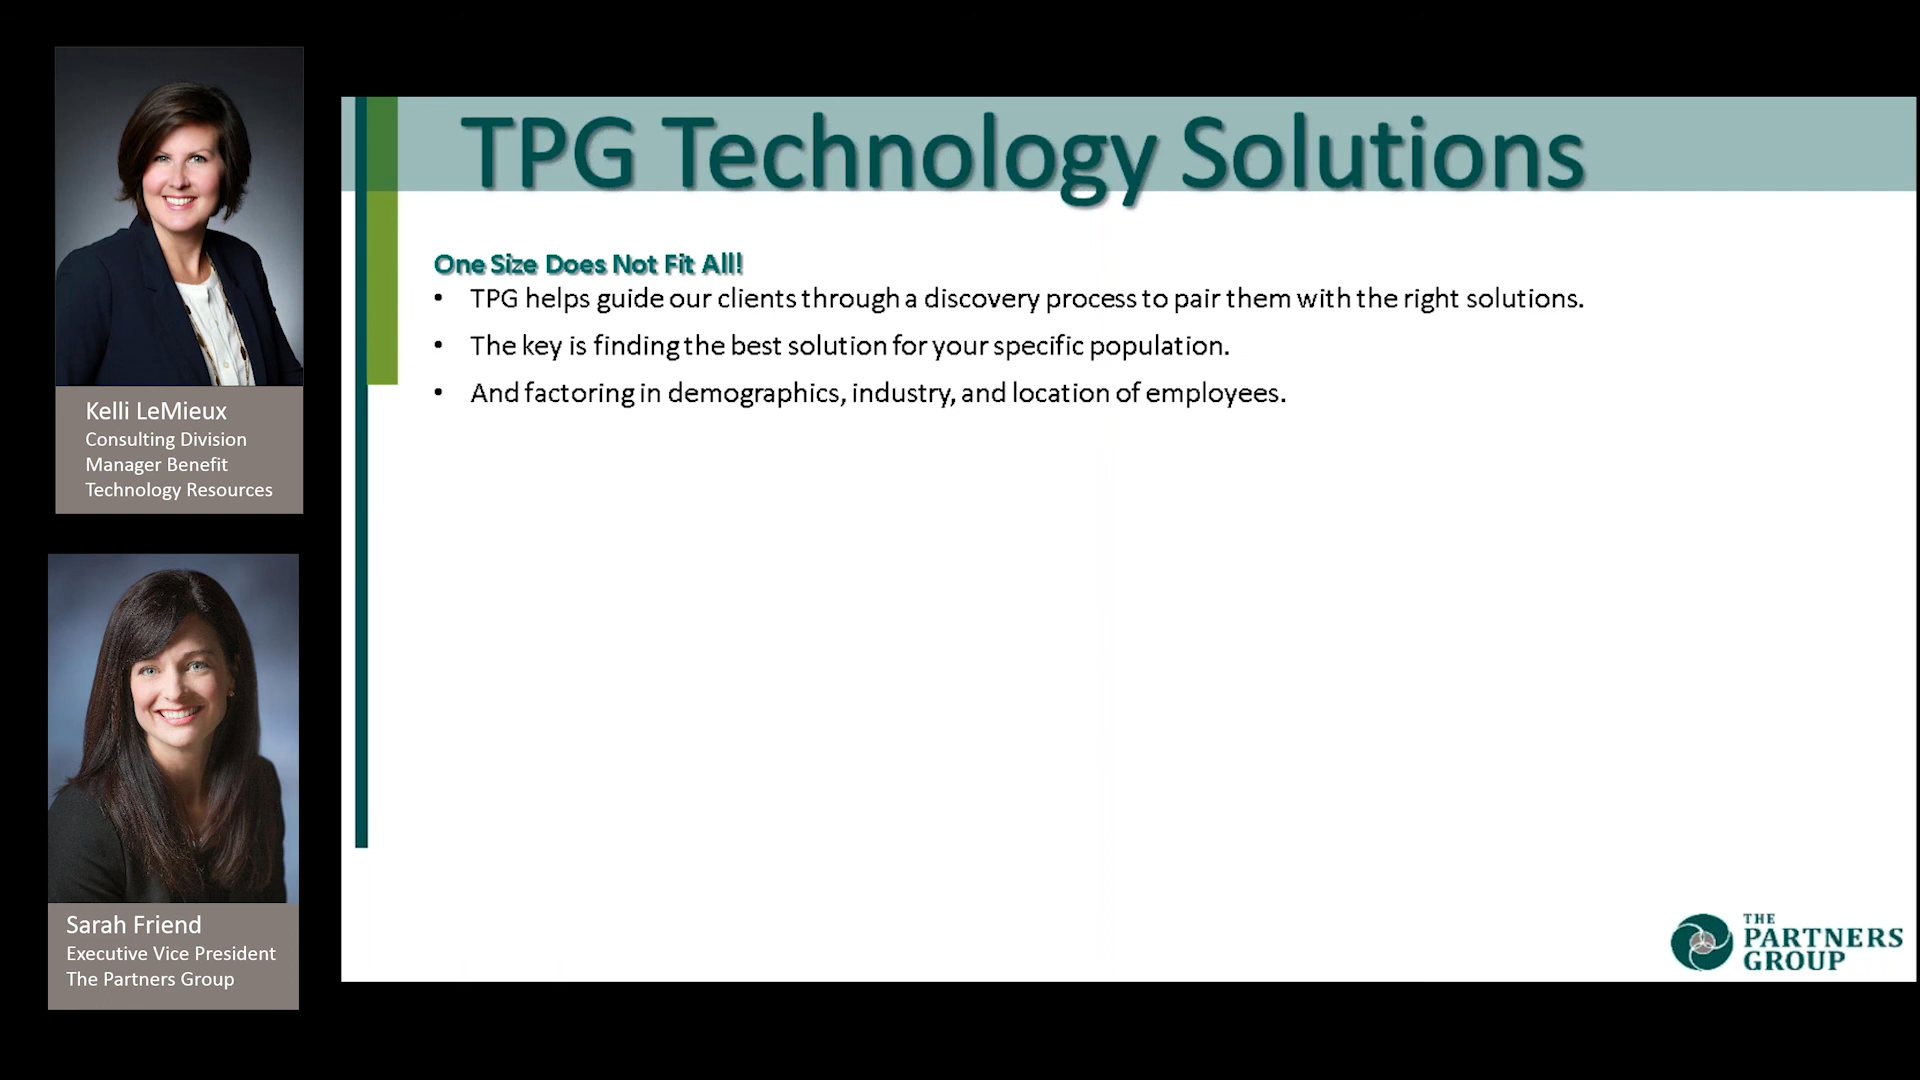 Kelli LeMieux
Consulting Division
Manager Benefit
Technology Resources
Sarah Friend
Executive Vice President
The Partners Group
TPG Technology Solutions
One Size Does Not Fit All!
• TPG helps guide our clients through a discovery process to pair them with the right solutions.
• The key is finding the best solution for your specific population.
• And factoring in demographics, industry, and location of employees.
THE
PARTNERS
GROUP